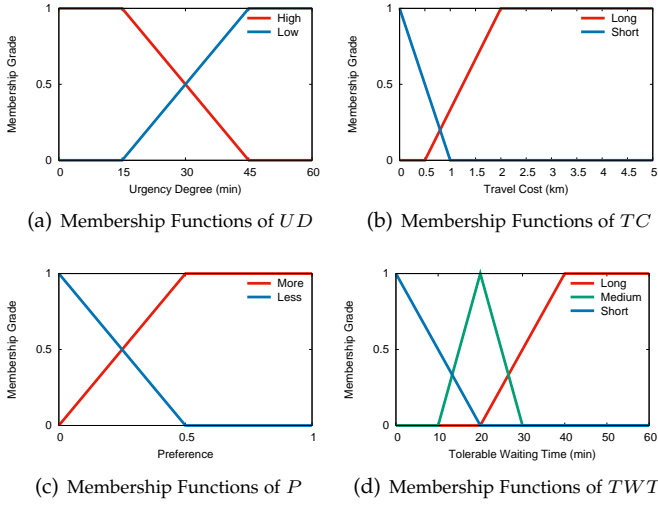 1
0.5
0
Membership Grade
High
Low
0 15 30 45 60
Urgency Degree (min)
(a) Membership Functions of UD
1
0.5
0
Membership Grade
Long
Short
0 0.5 1 1.5 2 2.5 3 3.5 4 4.5 5
Travel Cost (km)
(b) Membership Functions of TC
1
0.5
0
Membership Grade
More
Less
0 0.5 1
Preference
(c) Membership Functions of P
1
0.5
0
Membership Grade
Long
Medium
Short
0 10 20 30 40 50 60
Tolerable Waiting Time (min)
(d) Membership Functions of TWT